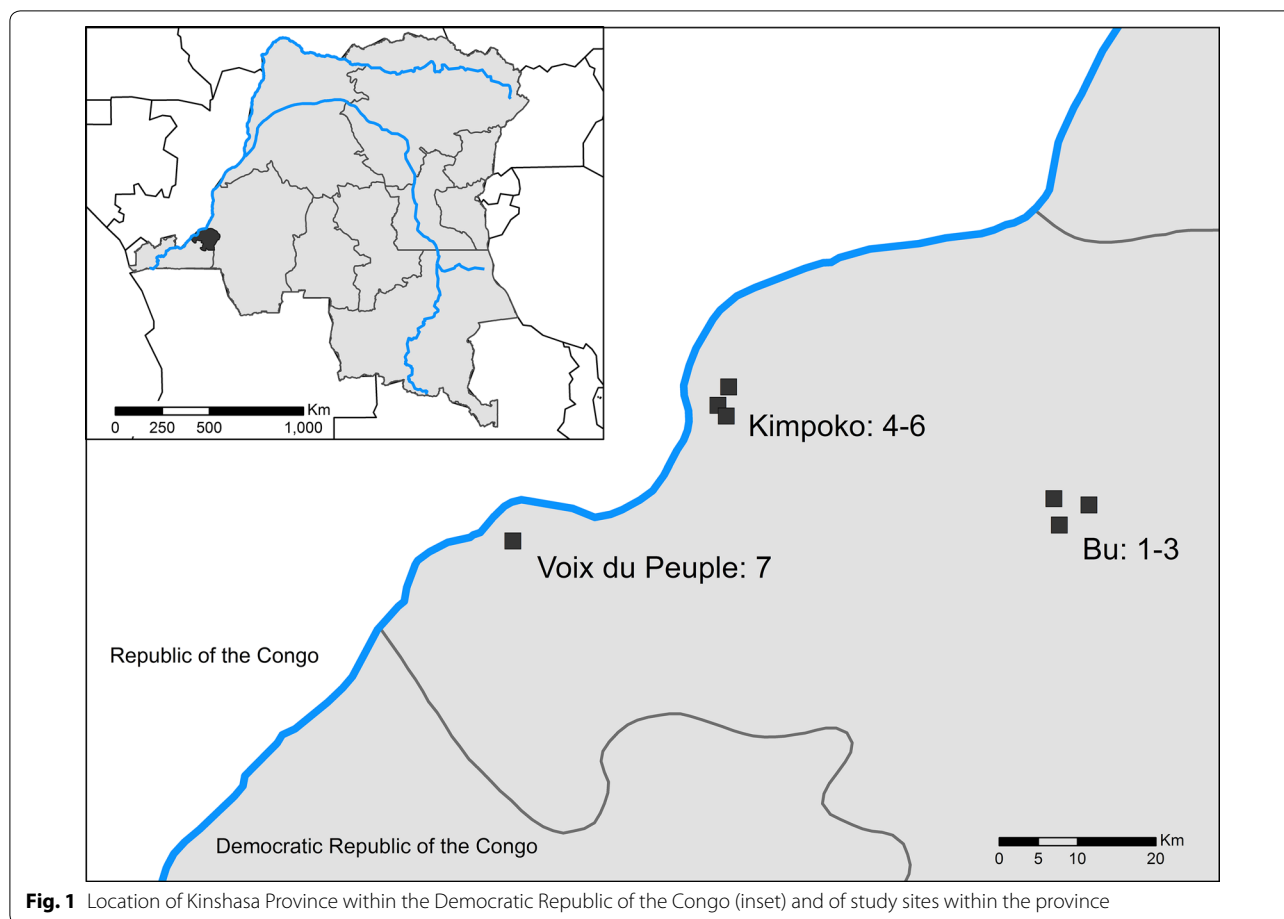 Km
0 250 500 1,000
Kimpoko: 4-6
Bu: 1-3
Voix du Peuple: 7
Republic of the Congo
Democratic Republic of the Congo
Km
0 5 10 20
Fig. 1 Location of Kinshasa Province within the Democratic Republic of the Congo (inset) and of study sites within the province